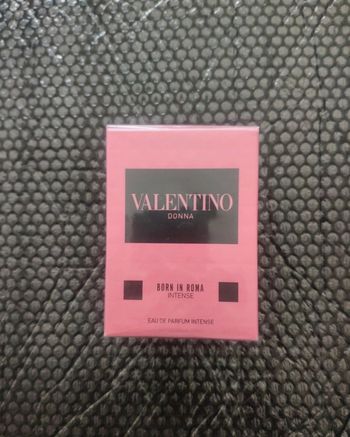 VALENTINO
DONNA
BORN IN ROMA
INTENSE
EAU DE PARFUM INTENSE